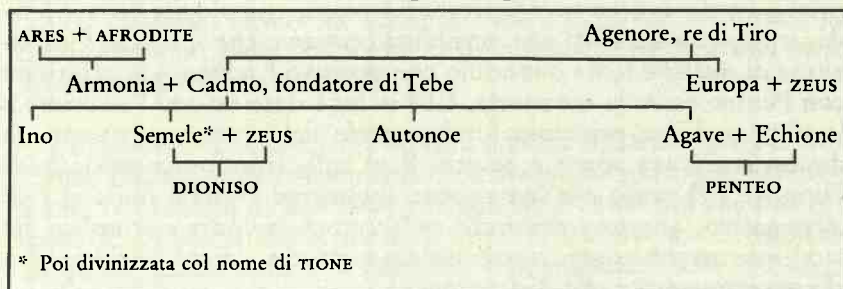 ARES + AFRODITE Agenore, re di Tiro
Armonia + Cadmo, fondatore di Tebe Europa + ZEUS
Ino Semele* + ZEUS Autonoe Agave + Echione
DIONISO PENTEO
* Poi divinizzata col nome di TIONE